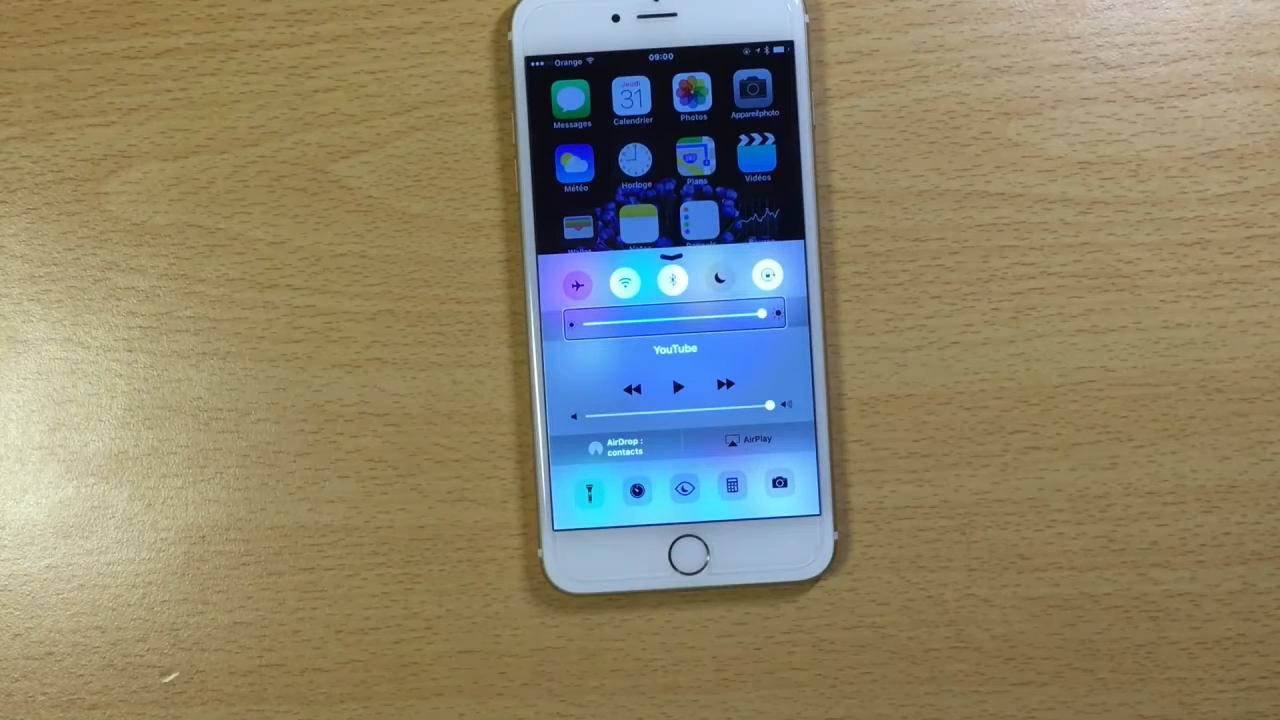 Orange
09:00
Messages
Jeudi
31
Calendrier
Photos
Appareil photo
Météo
Horloge
Plans
Vidéos
YouTube
AirDrop :
contacts
AirPlay